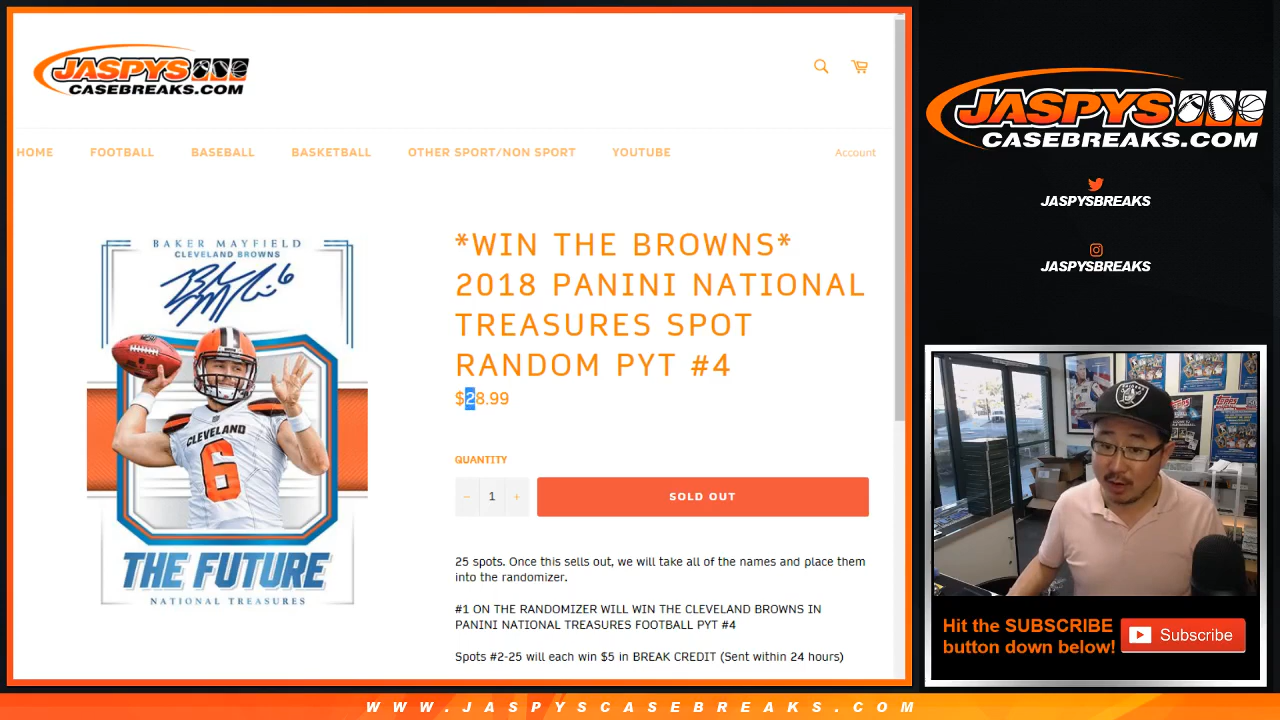 JASPYS
CASEBREAKS.COM
HOME FOOTBALL BASEBALL BASKETBALL OTHER SPORT/NON SPORT YOUTUBE Account
BAKER MAYFIELD
CLEVELAND BROWNS
CLEVELAND
6
THE FUTURE
NATIONAL TREASURES
*WIN THE BROWNS*
2018 PANINI NATIONAL
TREASURES SPOT
RANDOM PYT #4
$28.99
QUANTITY
− 1 +
SOLD OUT
25 spots. Once this sells out, we will take all of the names and place them
into the randomizer.
#1 ON THE RANDOMIZER WILL WIN THE CLEVELAND BROWNS IN
PANINI NATIONAL TREASURES FOOTBALL PYT #4
Spots #2-25 will each win $5 in BREAK CREDIT (Sent within 24 hours)
JASPYS
CASEBREAKS.COM
JASPYSBREAKS
JASPYSBREAKS
RAIDERS
TOPPS
Hit the SUBSCRIBE
button down below!
Subscribe
WWW.JASPYSCASEBREAKS.COM